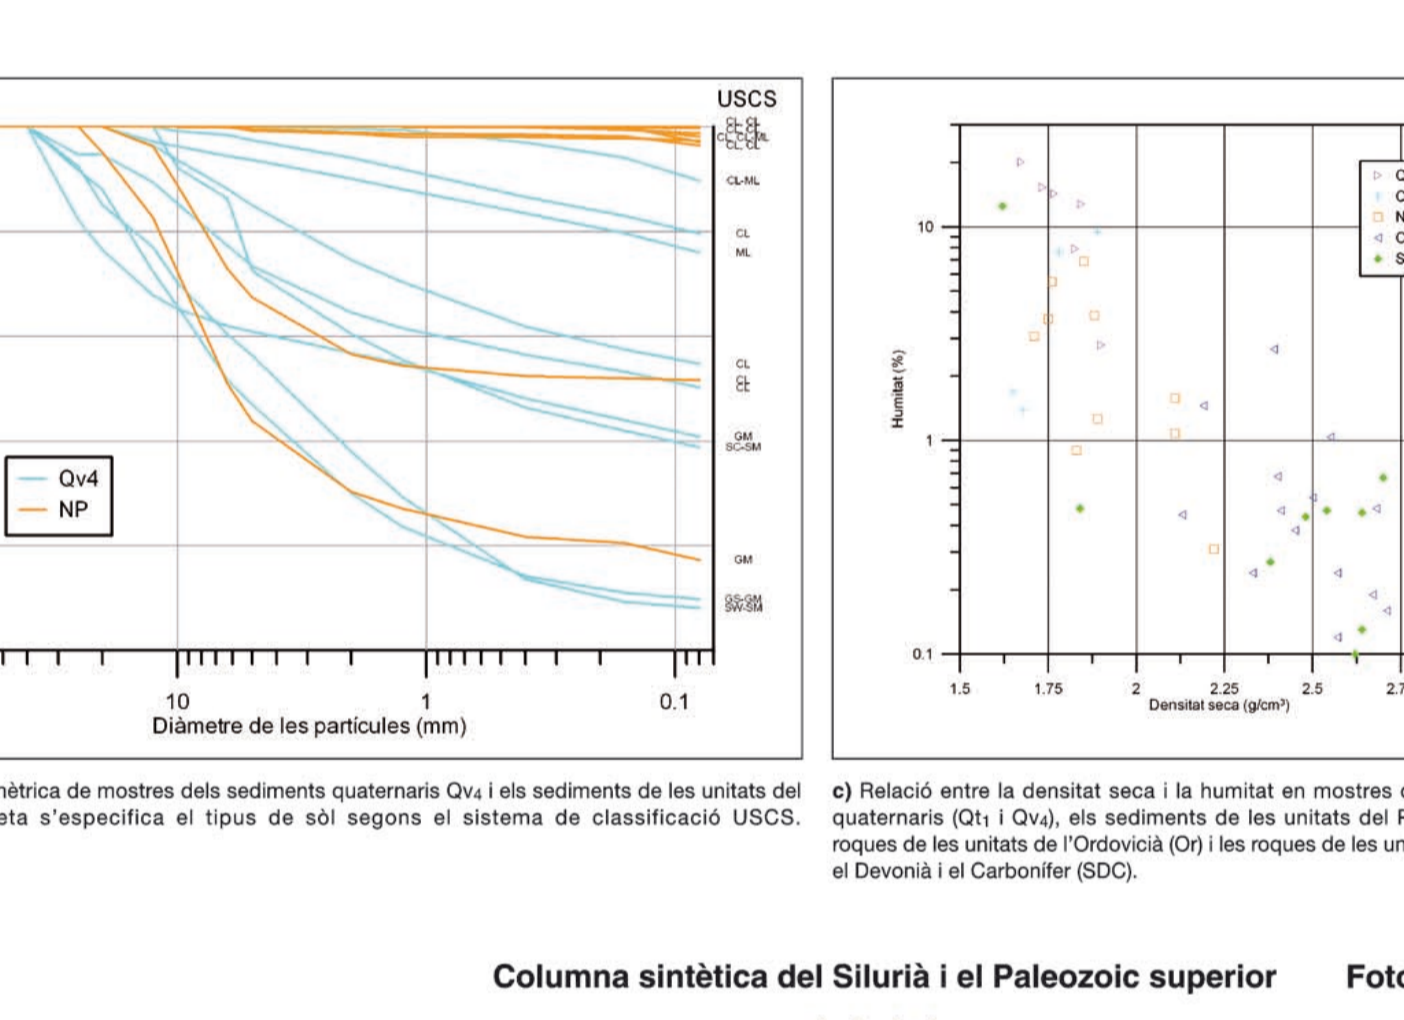 USCS
CL-ML
CL
ML
CL
CL
GM
SC-SM
GM
GS-GM
SW-SM
Qv4
NP
10
1
0.1
Diàmetre de les partícules (mm)
mètrica de mostres dels sediments quaternaris Qv4 i els sediments de les unitats del
eta s'especifica el tipus de sòl segons el sistema de classificació USCS.
10
1
0.1
Humitat (%)
1.5
1.75
2
2.25
2.5
2.7
Densitat seca (g/cm³)
N
S
c) Relació entre la densitat seca i la humitat en mostres
quaternaris (Qt1 i Qv4), els sediments de les unitats del
roques de les unitats de l'Ordovicià (Or) i les roques de les
el Devonià i el Carbonífer (SDC).
Columna sintètica del Silurià i el Paleozoic superior
Foto